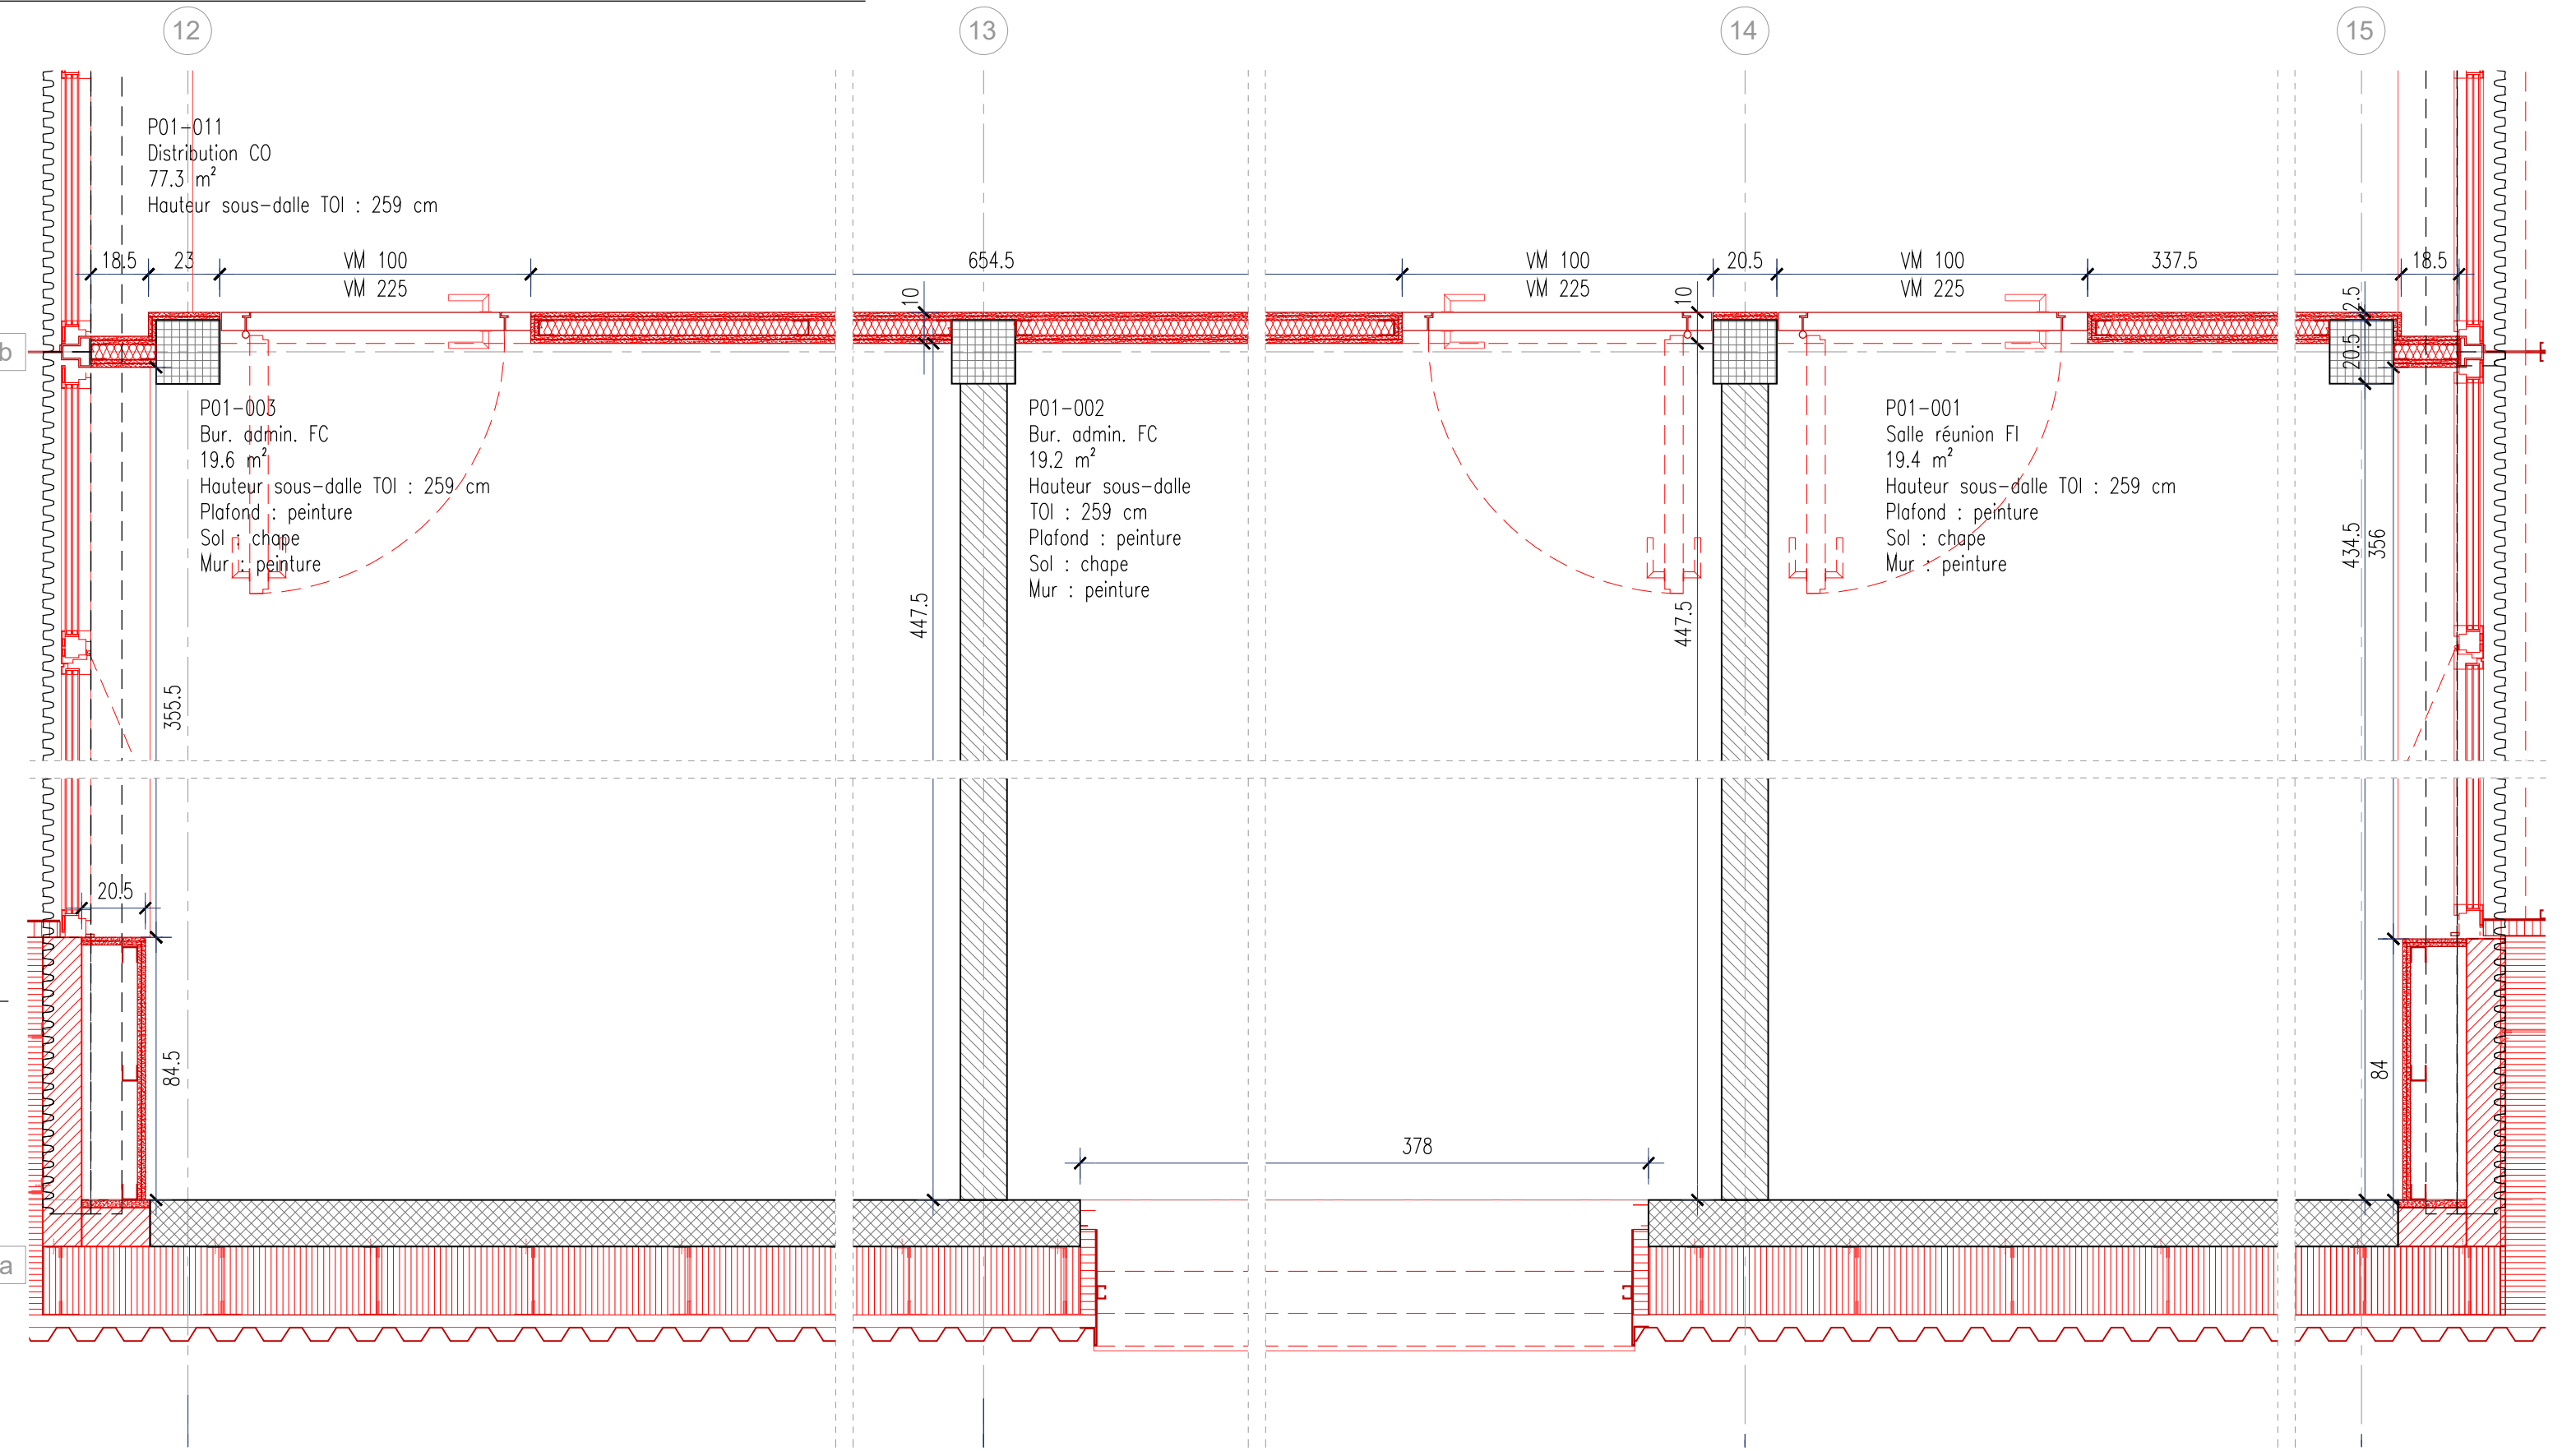 12
13
14
15
P01-011
Distribution CO
77.3 m²
Hauteur sous-dalle TOI : 259 cm
18.5
23
VM 100
VM 225
654.5
VM 100
VM 225
20.5
VM 100
VM 225
337.5
18.5
10
10
2.5
20.5
b
P01-003
Bur. admin. FC
19.6 m²
Hauteur sous-dalle TOI : 259 cm
Plafond : peinture
Sol : chape
Mur : peinture
P01-002
Bur. admin. FC
19.2 m²
Hauteur sous-dalle
TOI : 259 cm
Plafond : peinture
Sol : chape
Mur : peinture
P01-001
Salle réunion FI
19.4 m²
Hauteur sous-dalle TOI : 259 cm
Plafond : peinture
Sol : chape
Mur : peinture
434.5
356
447.5
447.5
355.5
20.5
84.5
84
378
a